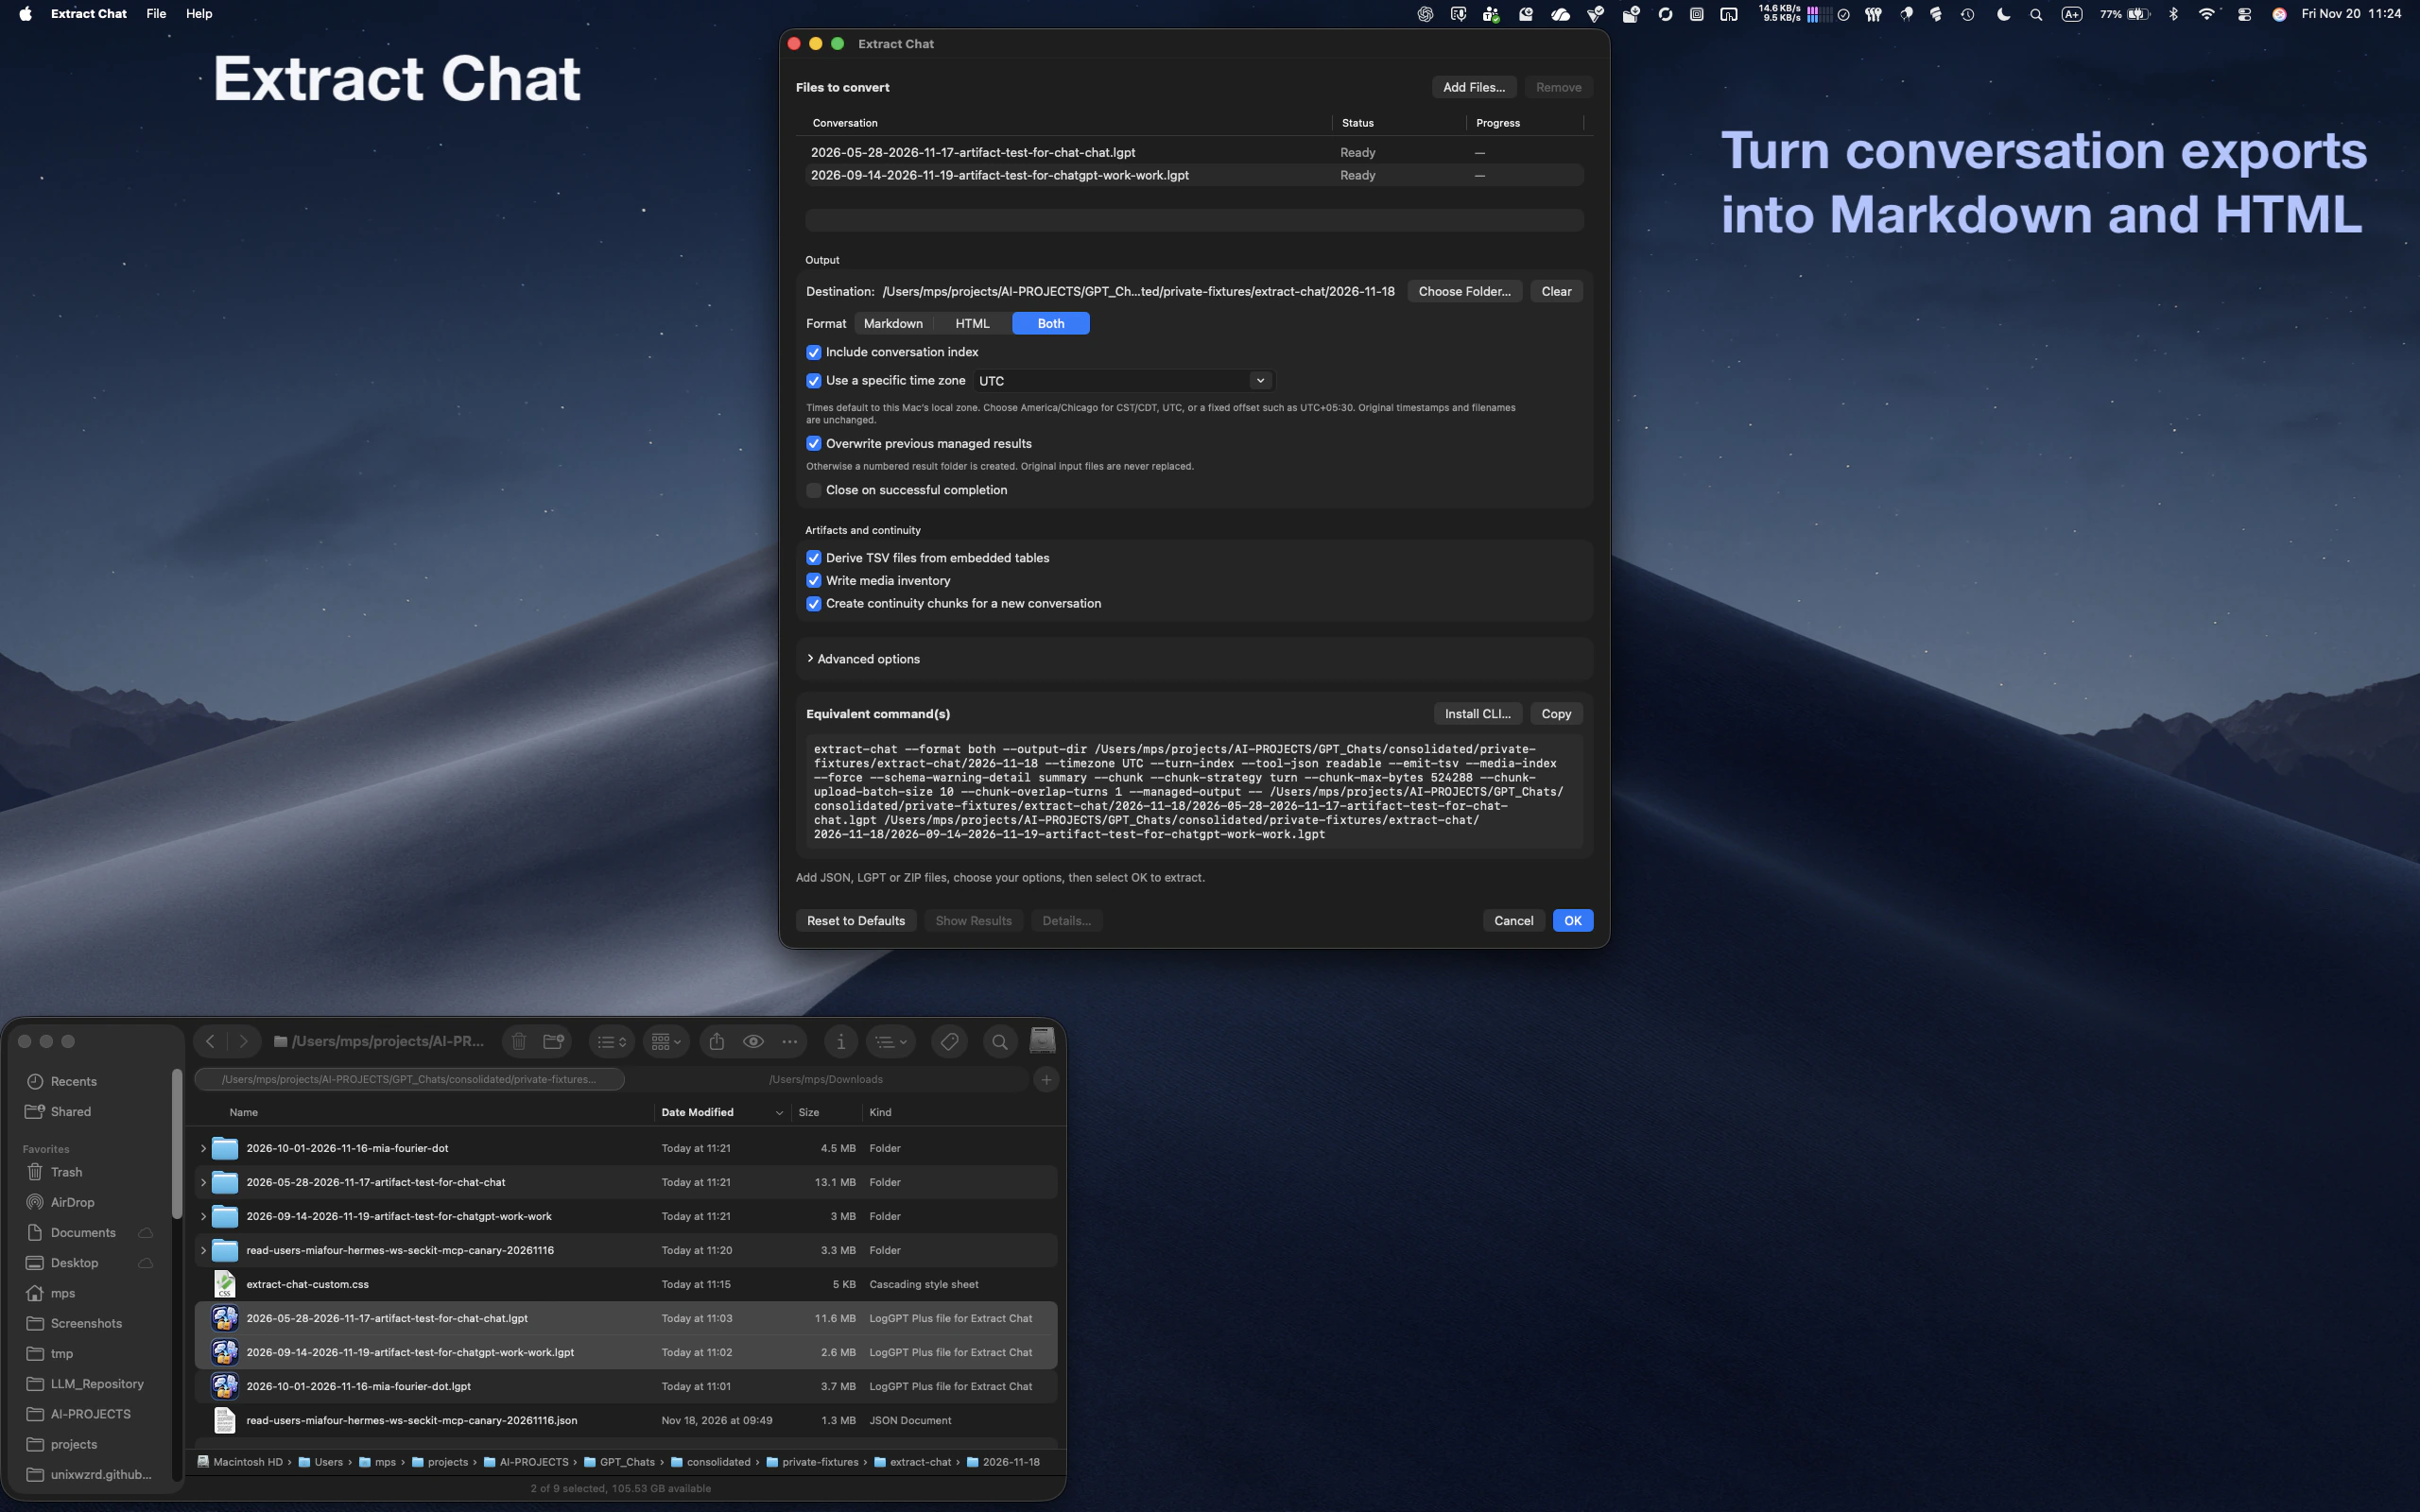 Extract Chat File Help
14.6 KB/s
9.5 KB/s
A+ 77% Fri Nov 20 11:24
Extract Chat
Turn conversation exports
into Markdown and HTML
Extract Chat
Files to convert Add Files... Remove
Conversation Status Progress
2026-05-28-2026-11-17-artifact-test-for-chat-chat.lgpt Ready —
2026-09-14-2026-11-19-artifact-test-for-chatgpt-work-work.lgpt Ready —
Output
Destination: /Users/mps/projects/AI-PROJECTS/GPT_Ch...ted/private-fixtures/extract-chat/2026-11-18 Choose Folder... Clear
Format Markdown HTML Both
Include conversation index
Use a specific time zone UTC
Times default to this Mac's local zone. Choose America/Chicago for CST/CDT, UTC, or a fixed offset such as UTC+05:30. Original timestamps and filenames
are unchanged.
Overwrite previous managed results
Otherwise a numbered result folder is created. Original input files are never replaced.
Close on successful completion
Artifacts and continuity
Derive TSV files from embedded tables
Write media inventory
Create continuity chunks for a new conversation
Advanced options
Equivalent command(s) Install CLI... Copy
extract-chat --format both --output-dir /Users/mps/projects/AI-PROJECTS/GPT_Chats/consolidated/private-
fixtures/extract-chat/2026-11-18 --timezone UTC --turn-index --tool-json readable --emit-tsv --media-index
--force --schema-warning-detail summary --chunk --chunk-strategy turn --chunk-max-bytes 524288 --chunk-
upload-batch-size 10 --chunk-overlap-turns 1 --managed-output -- /Users/mps/projects/AI-PROJECTS/GPT_Chats/
consolidated/private-fixtures/extract-chat/2026-11-18/2026-05-28-2026-11-17-artifact-test-for-chat-
chat.lgpt /Users/mps/projects/AI-PROJECTS/GPT_Chats/consolidated/private-fixtures/extract-chat/
2026-11-18/2026-09-14-2026-11-19-artifact-test-for-chatgpt-work-work.lgpt
Add JSON, LGPT or ZIP files, choose your options, then select OK to extract.
Reset to Defaults Show Results Details... Cancel OK
/Users/mps/projects/AI-PR...
/Users/mps/projects/AI-PROJECTS/GPT_Chats/consolidated/private-fixtures... /Users/mps/Downloads
Recents
Shared
Favorites
Trash
AirDrop
Documents
Desktop
mps
Screenshots
tmp
LLM_Repository
AI-PROJECTS
projects
unixwzrd.github...
Name Date Modified Size Kind
2026-10-01-2026-11-16-mia-fourier-dot Today at 11:21 4.5 MB Folder
2026-05-28-2026-11-17-artifact-test-for-chat-chat Today at 11:21 13.1 MB Folder
2026-09-14-2026-11-19-artifact-test-for-chatgpt-work-work Today at 11:21 3 MB Folder
read-users-miafour-hermes-ws-seckit-mcp-canary-20261116 Today at 11:20 3.3 MB Folder
extract-chat-custom.css Today at 11:15 5 KB Cascading style sheet
2026-05-28-2026-11-17-artifact-test-for-chat-chat.lgpt Today at 11:03 11.6 MB LogGPT Plus file for Extract Chat
2026-09-14-2026-11-19-artifact-test-for-chatgpt-work-work.lgpt Today at 11:02 2.6 MB LogGPT Plus file for Extract Chat
2026-10-01-2026-11-16-mia-fourier-dot.lgpt Today at 11:01 3.7 MB LogGPT Plus file for Extract Chat
read-users-miafour-hermes-ws-seckit-mcp-canary-20261116.json Nov 18, 2026 at 09:49 1.3 MB JSON Document
Macintosh HD › Users › mps › projects › AI-PROJECTS › GPT_Chats › consolidated › private-fixtures › extract-chat › 2026-11-18
2 of 9 selected, 105.53 GB available